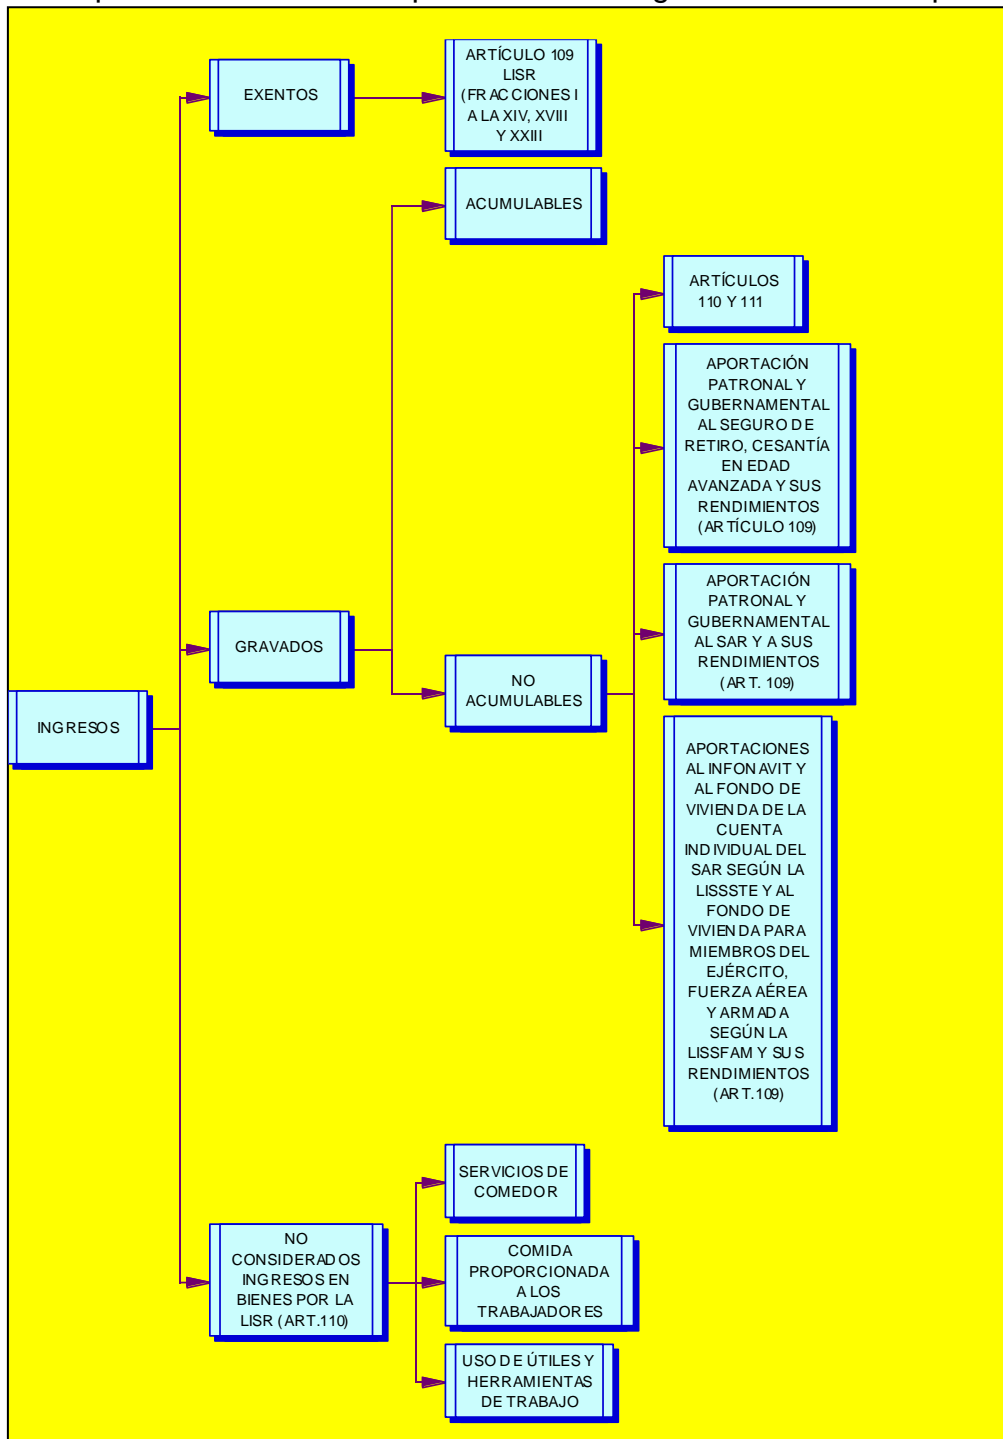 EXENTOS
ARTÍCULO 109
LISR
(FRACCIONES I
A LA XIV, XVIII
Y XXIII
ACUMULABLES
ARTÍCULOS
110 Y 111
APORTACIÓN
PATRONAL Y
GUBERNAMENTAL
AL SEGURO DE
RETIRO, CESANTÍA
EN EDAD
AVANZADA Y SUS
RENDIMIENTOS
(ARTÍCULO 109)
APORTACIÓN
PATRONAL Y
GUBERNAMENTAL
AL SAR Y A SUS
RENDIMIENTOS
(ART. 109)
GRAVADOS
NO
ACUMULABLES
INGRESOS
APORTACIONES
AL INFONAVIT Y
AL FONDO DE
VIVIENDA DE LA
CUENTA
INDIVIDUAL DEL
SAR SEGÚN LA
LISSSTE Y AL
FONDO DE
VIVIENDA PARA
MIEMBROS DEL
EJÉRCITO,
FUERZA AÉREA
Y ARMADA
SEGÚN LA
LISSFAM Y SUS
RENDIMIENTOS
(ART.109)
SERVICIOS DE
COMEDOR
NO
CONSIDERADOS
INGRESOS EN
BIENES POR LA
LISR (ART.110)
COMIDA
PROPORCIONADA
A LOS
TRABAJADORES
USO DE ÚTILES Y
HERRAMIENTAS
DE TRABAJO